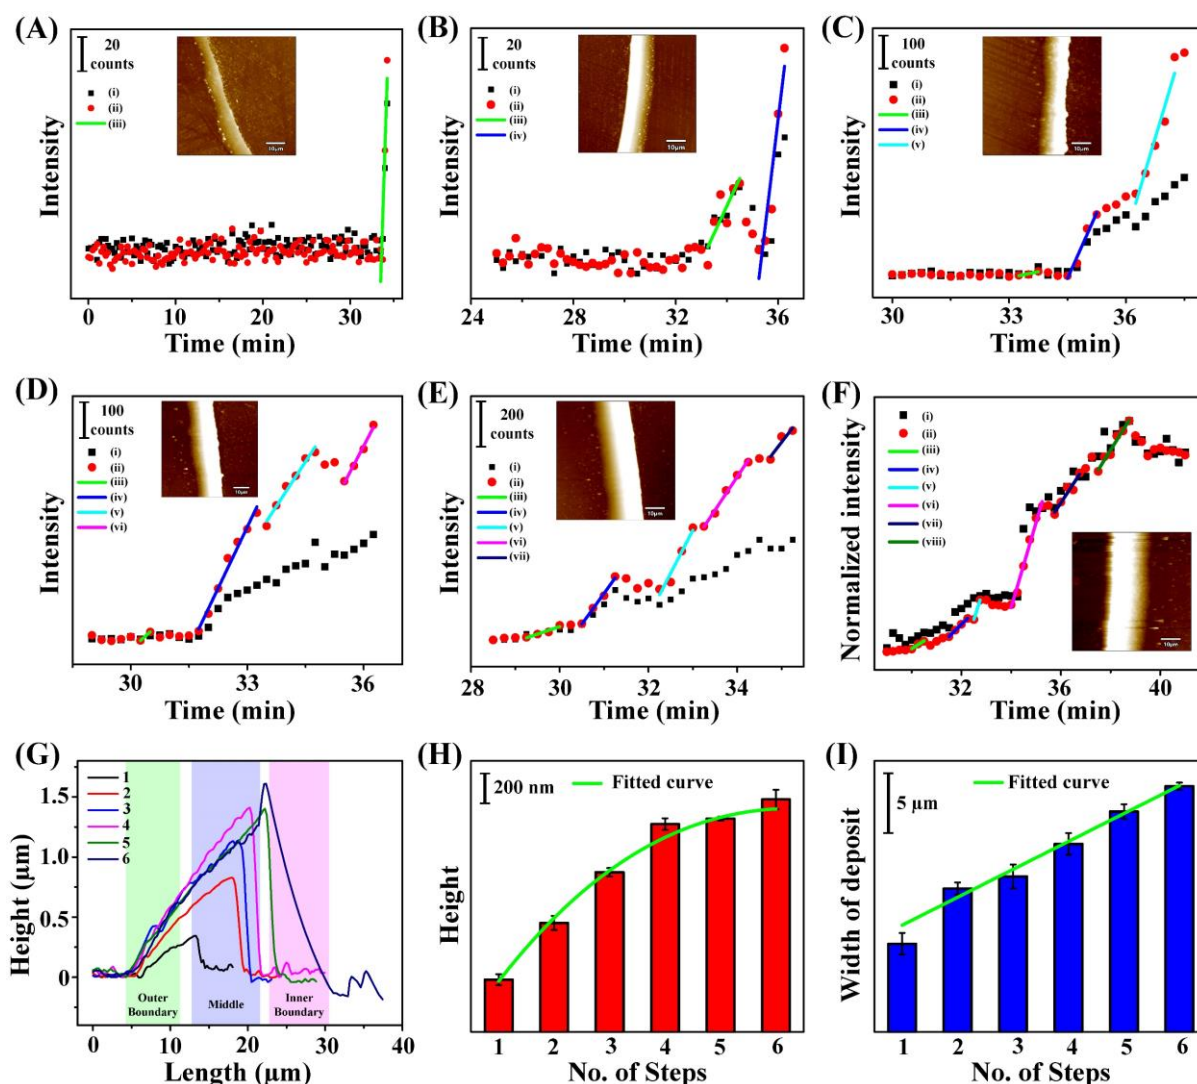 (A)
20
counts
(i)
(ii)
(iii)
10μm
Intensity
0 10 20 30
Time (min)
(B)
20
counts
(i)
(ii)
(iii)
(iv)
10μm
Intensity
24 28 32 36
Time (min)
(C)
100
counts
(i)
(ii)
(iii)
(iv)
(v)
10μm
Intensity
30 32 34 36
Time (min)
(D)
100
counts
(i)
(ii)
(iii)
(iv)
(v)
(vi)
10μm
Intensity
30 33 36
Time (min)
(E)
200
counts
(i)
(ii)
(iii)
(iv)
(v)
(vi)
(vii)
10μm
Intensity
28 30 32 34
Time (min)
(F)
(i)
(ii)
(iii)
(iv)
(v)
(vi)
(vii)
(viii)
10μm
Normalized intensity
32 36 40
Time (min)
(G)
1
2
3
4
5
6
1.5
1.0
0.5
0
Height (μm)
Outer
Boundary
Middle
Inner
Boundary
0 10 20 30 40
Length (μm)
(H)
200 nm
Fitted curve
Height
1 2 3 4 5 6
No. of Steps
(I)
5 μm
Fitted curve
Width of deposit
1 2 3 4 5 6
No. of Steps